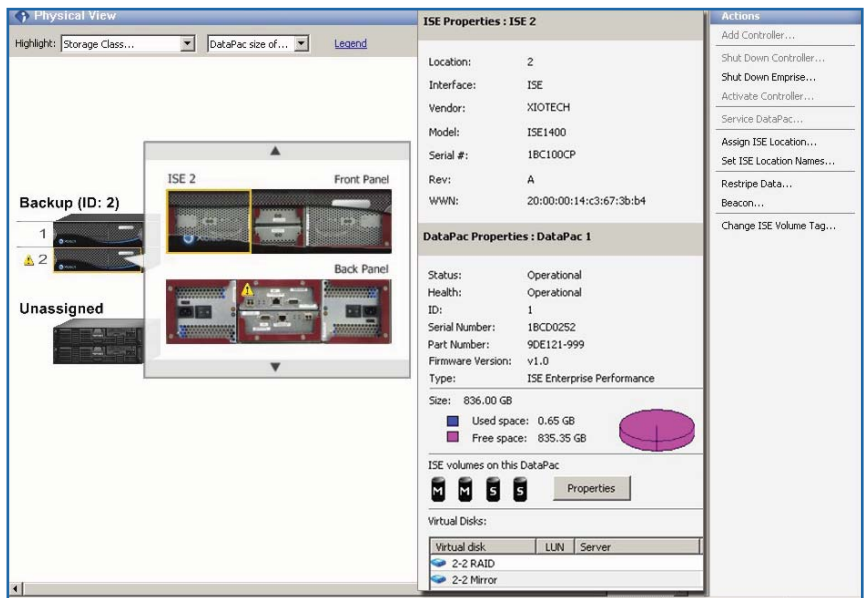 Physical View
Highlight: Storage Class... DataPac size of... Legend
ISE 2 Front Panel
Backup (ID: 2)
1
2
Back Panel
Unassigned
ISE Properties : ISE 2
Location: 2
Interface: ISE
Vendor: XIOTECH
Model: ISE1400
Serial #: 1BC100CP
Rev: A
WWN: 20:00:00:14:c3:67:3b:b4
DataPac Properties : DataPac 1
Status: Operational
Health: Operational
ID: 1
Serial Number: 1BCD0252
Part Number: 9DE121-999
Firmware Version: v1.0
Type: ISE Enterprise Performance
Size: 836.00 GB
Used space: 0.65 GB
Free space: 835.35 GB
ISE volumes on this DataPac
M M S S Properties
Virtual Disks:
Virtual disk LUN Server
2-2 RAID
2-2 Mirror
Actions
Add Controller...
Shut Down Controller...
Shut Down Emprise...
Activate Controller...
Service DataPac...
Assign ISE Location...
Set ISE Location Names...
Restripe Data...
Beacon...
Change ISE Volume Tag...